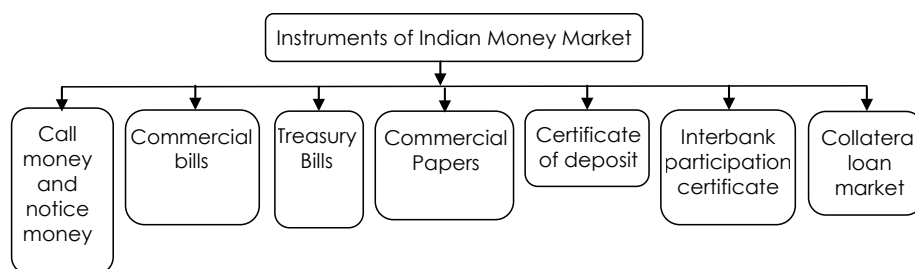 Instruments of Indian Money Market
Call
money
and
notice
money
Commercial
bills
Treasury
Bills
Commercial
Papers
Certificate
of deposit
Interbank
participation
certificate
Collatera
loan
market